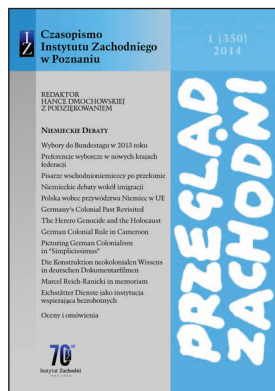 IZ
Czasopismo
Instytutu Zachodniego
w Poznaniu
1 (350)
2014
REDAKTOR
HANCE DMOCHOWSKIEJ
Z PODZIĘKOWANIEM
NIEMIECKIE DEBATY
Wybory do Bundestagu w 2013 roku
Preferencje wyborcze w nowych krajach
federacji
Pisarze wschodnioniemieccy po przełomie
Niemieckie debaty wokół imigracji
Polska wobec przywództwa Niemiec w UE
Germany's Colonial Past Revisited
The Herero Genocide and the Holocaust
German Colonial Rule in Cameroon
Picturing German Colonialism
in "Simplicissimus"
Die Konstruktion neokolonialen Wissens
in deutschen Dokumentarfilmen
Marcel Reich-Ranicki in memoriam
Eichstätter Dienste jako instytucja
wspierająca bezrobotnych
Oceny i omówienia
PRZEGLĄD
ZACHODNI
70
Instytut Zachodni